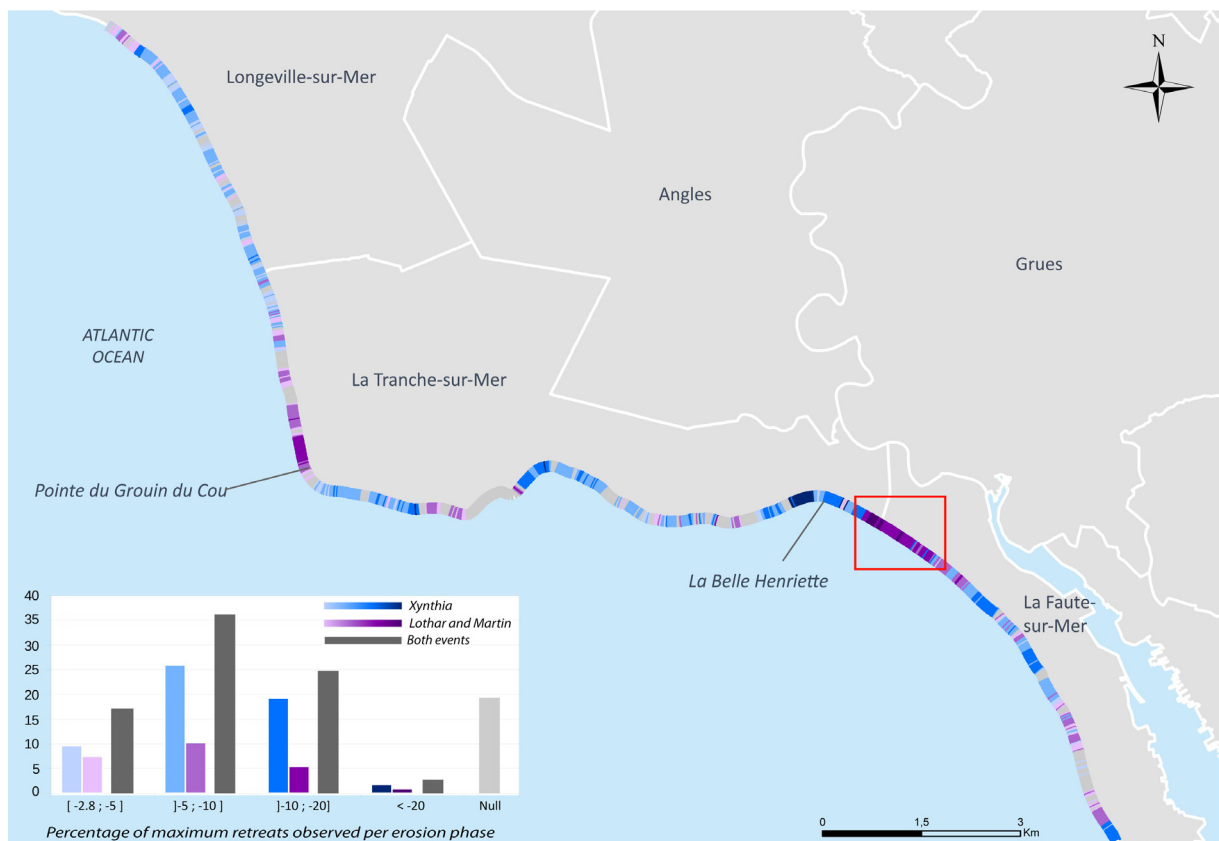 N
Longeville-sur-Mer
Angles
Grues
ATLANTIC
OCEAN
La Tranche-sur-Mer
Pointe du Grouin du Cou
La Belle Henriette
La Faute-
sur-Mer
40
35
30
25
20
15
10
5
0
Xynthia
Lothar and Martin
Both events
[ -2.8 ; -5 ]
]-5 ; -10 ]
]-10 ; -20]
< -20
Null
Percentage of maximum retreats observed per erosion phase
0
1,5
3
Km